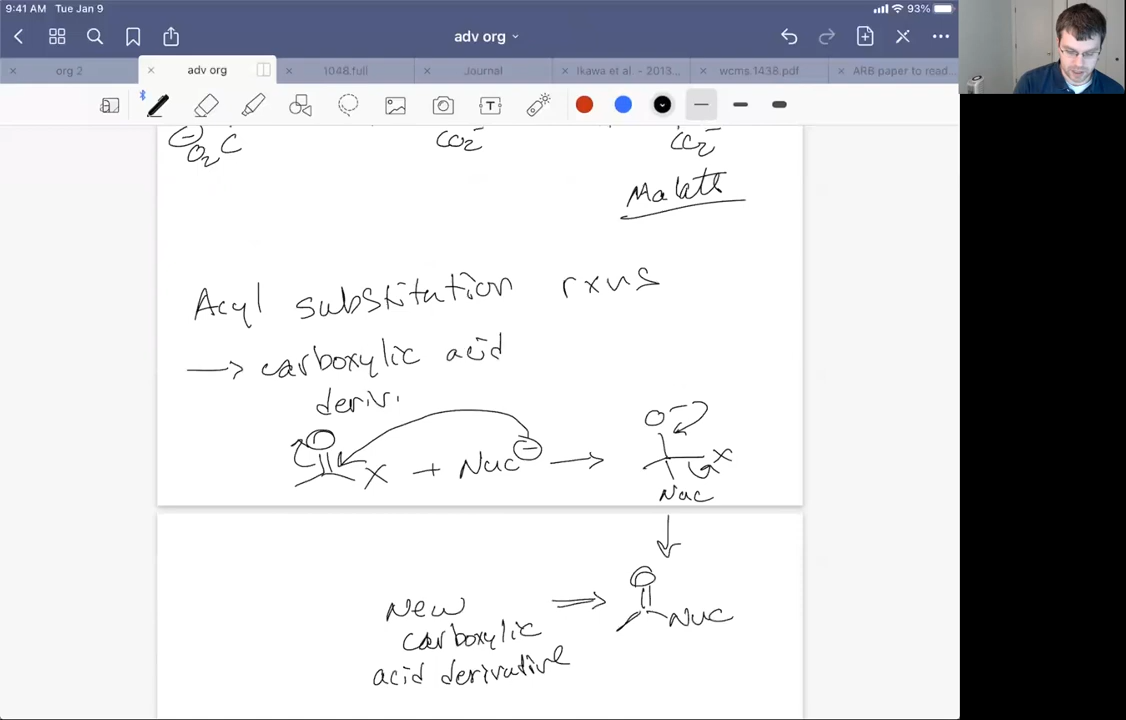 9:41 AM Tue Jan 9
93%
adv org
org 2
adv org
1048.full
Journal
Ikawa et al. - 2013...
wcms.1438.pdf
ARB paper to read...
T
⊖O₂C
CO₂⁻
CO₂⁻
Malate
Acyl substitution rxns
→ carboxylic acid
deriv.
O
X + Nuc⊖ →
O⁻
X
Nuc
↓
O
Nuc
New ⇒
carboxylic
acid derivative